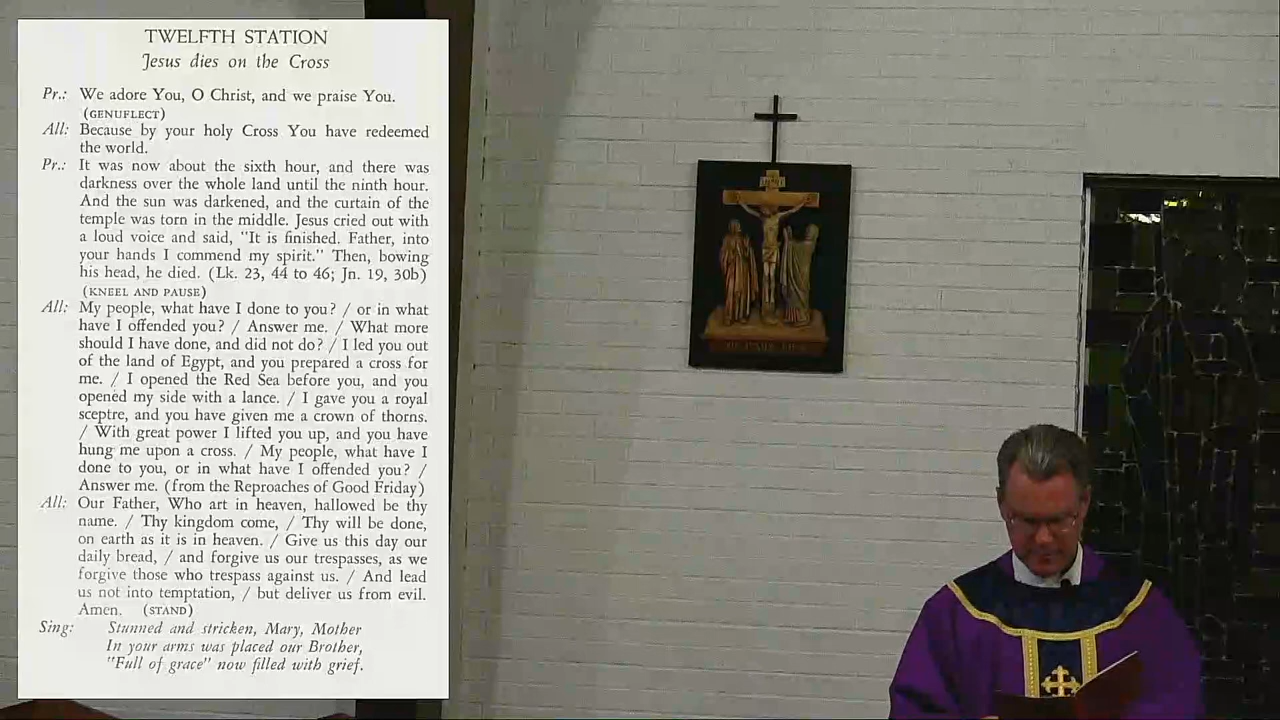 TWELFTH STATION
Jesus dies on the Cross
Pr.: We adore You, O Christ, and we praise You.
(GENUFLECT)
All: Because by your holy Cross You have redeemed
the world.
Pr.: It was now about the sixth hour, and there was
darkness over the whole land until the ninth hour.
And the sun was darkened, and the curtain of the
temple was torn in the middle. Jesus cried out with
a loud voice and said, "It is finished. Father, into
your hands I commend my spirit." Then, bowing
his head, he died. (Lk. 23, 44 to 46; Jn. 19, 30b)
(KNEEL AND PAUSE)
All: My people, what have I done to you? / or in what
have I offended you? / Answer me. / What more
should I have done, and did not do? / I led you out
of the land of Egypt, and you prepared a cross for
me. / I opened the Red Sea before you, and you
opened my side with a lance. / I gave you a royal
sceptre, and you have given me a crown of thorns.
/ With great power I lifted you up, and you have
hung me upon a cross. / My people, what have I
done to you, or in what have I offended you? /
Answer me. (from the Reproaches of Good Friday)
All: Our Father, Who art in heaven, hallowed be thy
name. / Thy kingdom come, / Thy will be done,
on earth as it is in heaven. / Give us this day our
daily bread, / and forgive us our trespasses, as we
forgive those who trespass against us. / And lead
us not into temptation, / but deliver us from evil.
Amen. (STAND)
Sing: Stunned and stricken, Mary, Mother
In your arms was placed our Brother,
"Full of grace" now filled with grief.